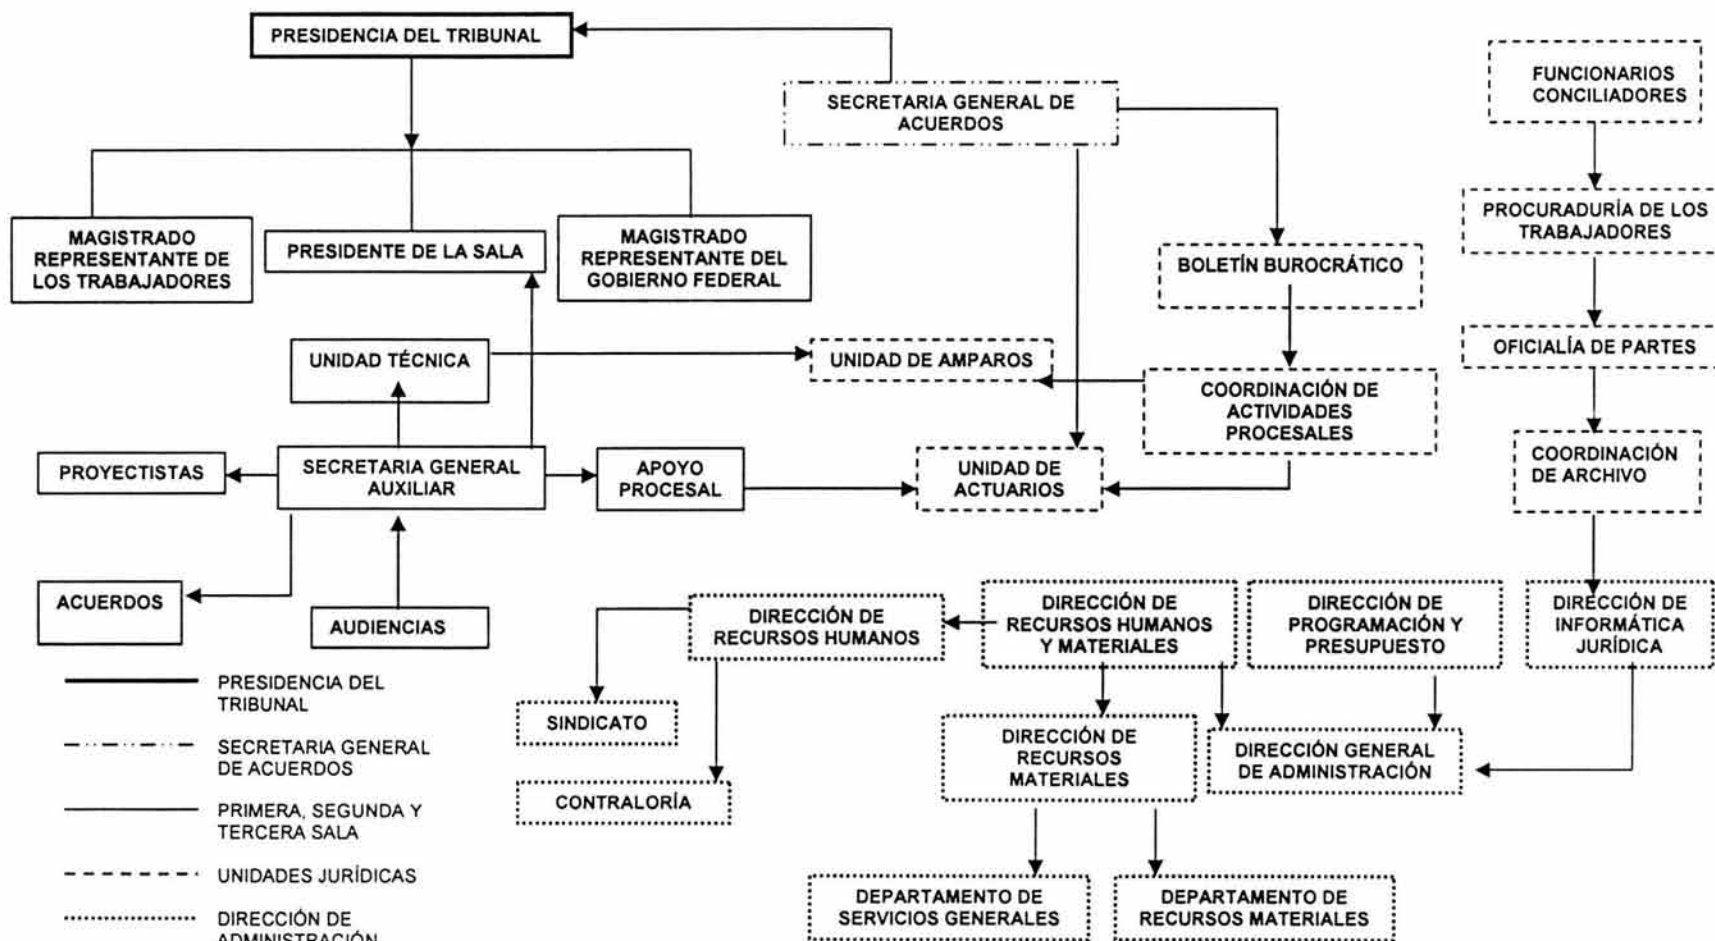 PRESIDENCIA DEL TRIBUNAL
SECRETARIA GENERAL DE
ACUERDOS
FUNCIONARIOS
CONCILIADORES
MAGISTRADO
REPRESENTANTE DE
LOS TRABAJADORES
PRESIDENTE DE LA SALA
MAGISTRADO
REPRESENTANTE DEL
GOBIERNO FEDERAL
BOLETÍN BUROCRÁTICO
PROCURADURÍA DE LOS
TRABAJADORES
UNIDAD TÉCNICA
UNIDAD DE AMPAROS
COORDINACIÓN DE
ACTIVIDADES
PROCESALES
OFICIALÍA DE PARTES
PROYECTISTAS
SECRETARIA GENERAL
AUXILIAR
APOYO
PROCESAL
UNIDAD DE
ACTUARIOS
COORDINACIÓN
DE ARCHIVO
ACUERDOS
AUDIENCIAS
DIRECCIÓN DE
RECURSOS HUMANOS
DIRECCIÓN DE
RECURSOS HUMANOS
Y MATERIALES
DIRECCIÓN DE
PROGRAMACIÓN Y
PRESUPUESTO
DIRECCIÓN DE
INFORMÁTICA
JURÍDICA
SINDICATO
DIRECCIÓN DE
RECURSOS
MATERIALES
DIRECCIÓN GENERAL
DE ADMINISTRACIÓN
CONTRALORÍA
DEPARTAMENTO DE
SERVICIOS GENERALES
DEPARTAMENTO DE
RECURSOS MATERIALES
PRESIDENCIA DEL
TRIBUNAL
SECRETARIA GENERAL
DE ACUERDOS
PRIMERA, SEGUNDA Y
TERCERA SALA
UNIDADES JURÍDICAS
DIRECCIÓN DE
ADMINISTRACIÓN